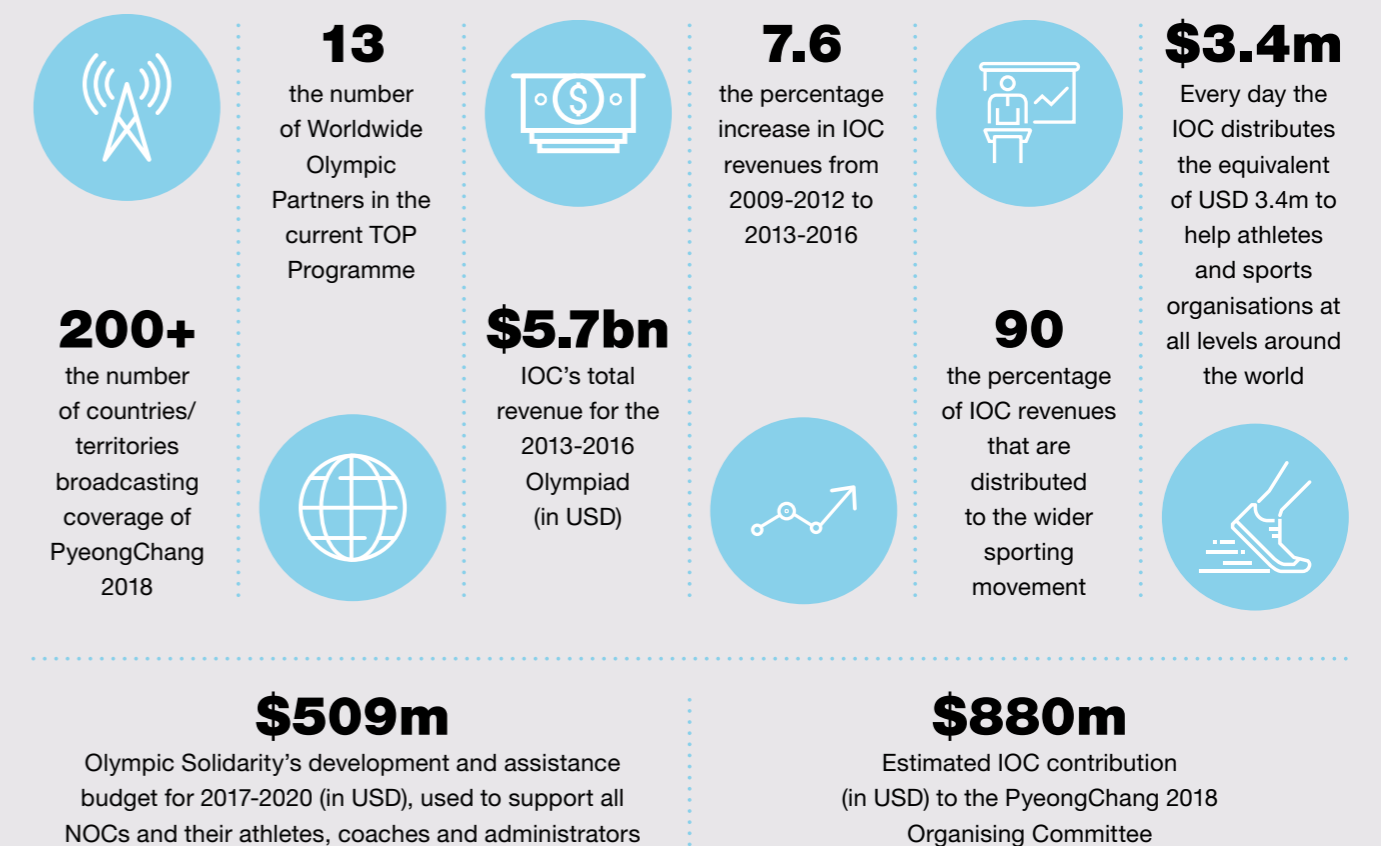 200+
the number
of countries/
territories
broadcasting
coverage of
PyeongChang
2018
13
the number
of Worldwide
Olympic
Partners in the
current TOP
Programme
$5.7bn
IOC’s total
revenue for the
2013-2016
Olympiad
(in USD)
7.6
the percentage
increase in IOC
revenues from
2009-2012 to
2013-2016
90
the percentage
of IOC revenues
that are
distributed
to the wider
sporting
movement
$3.4m
Every day the
IOC distributes
the equivalent
of USD 3.4m to
help athletes
and sports
organisations at
all levels around
the world
$509m
Olympic Solidarity’s development and assistance
budget for 2017-2020 (in USD), used to support all
NOCs and their athletes, coaches and administrators
$880m
Estimated IOC contribution
(in USD) to the PyeongChang 2018
Organising Committee